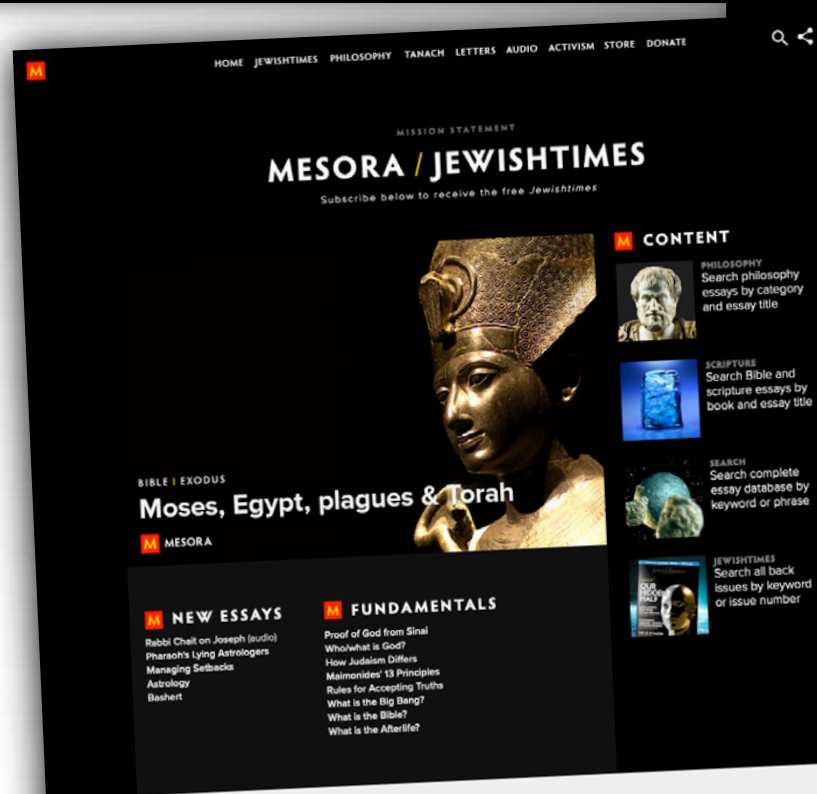 M
HOME JEWISHTIMES PHILOSOPHY TANACH LETTERS AUDIO ACTIVISM STORE DONATE
MISSION STATEMENT
MESORA / JEWISHTIMES
Subscribe below to receive the free Jewishtimes
BIBLE | EXODUS
Moses, Egypt, plagues & Torah
M MESORA
M NEW ESSAYS
Rabbi Chait on Joseph (audio)
Pharaoh's Lying Astrologers
Managing Setbacks
Astrology
Bashert
M FUNDAMENTALS
Proof of God from Sinai
Who/what is God?
How Judaism Differs
Maimonides' 13 Principles
Rules for Accepting Truths
What is the Big Bang?
What is the Bible?
What is the Afterlife?
M CONTENT
PHILOSOPHY
Search philosophy
essays by category
and essay title
SCRIPTURE
Search Bible and
scripture essays by
book and essay title
SEARCH
Search complete
essay database by
keyword or phrase
JEWISHTIMES
Search all back
issues by keyword
or issue number
OUR
HIDDEN
HALF